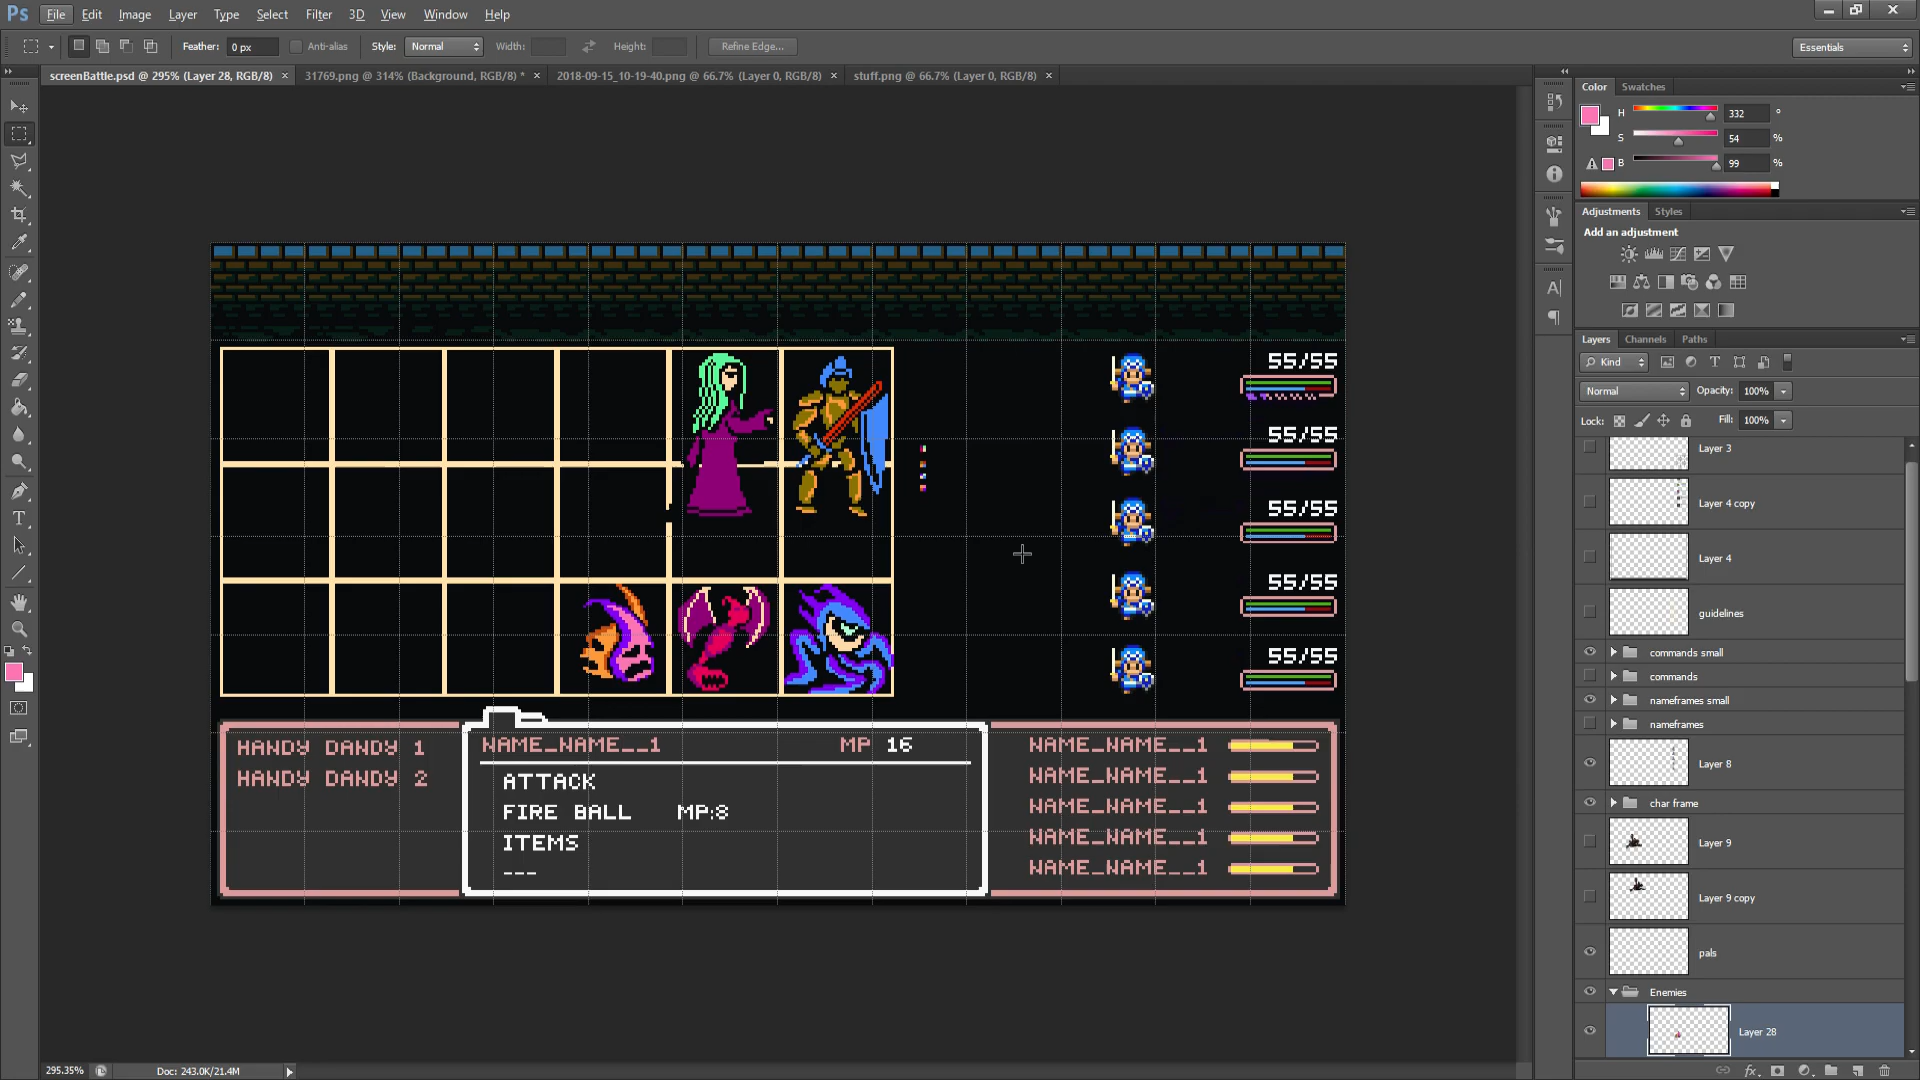 Ps File Edit Image Layer Type Select Filter 3D View Window Help
Feather: 0 px Anti-alias Style: Normal Width: Height: Refine Edge... Essentials
screenBattle.psd @ 295% (Layer 28, RGB/8) × 31769.png @ 314% (Background, RGB/8) * × 2018-09-15_10-19-40.png @ 66.7% (Layer 0, RGB/8) × stuff.png @ 66.7% (Layer 0, RGB/8) ×
Color Swatches
H 332 °
S 54 %
B 99 %
Adjustments Styles
Add an adjustment
Layers Channels Paths
Kind
Normal Opacity: 100%
Lock: Fill: 100%
Layer 3
Layer 4 copy
Layer 4
guidelines
commands small
commands
nameframes small
nameframes
Layer 8
char frame
Layer 9
Layer 9 copy
pals
Enemies
Layer 28
55/55
55/55
55/55
55/55
55/55
HANDY DANDY 1
HANDY DANDY 2
NAME_NAME__1 MP 16
ATTACK
FIRE BALL MP:8
ITEMS
---
NAME_NAME__1
NAME_NAME__1
NAME_NAME__1
NAME_NAME__1
NAME_NAME__1
295.35% Doc: 243.0K/21.4M